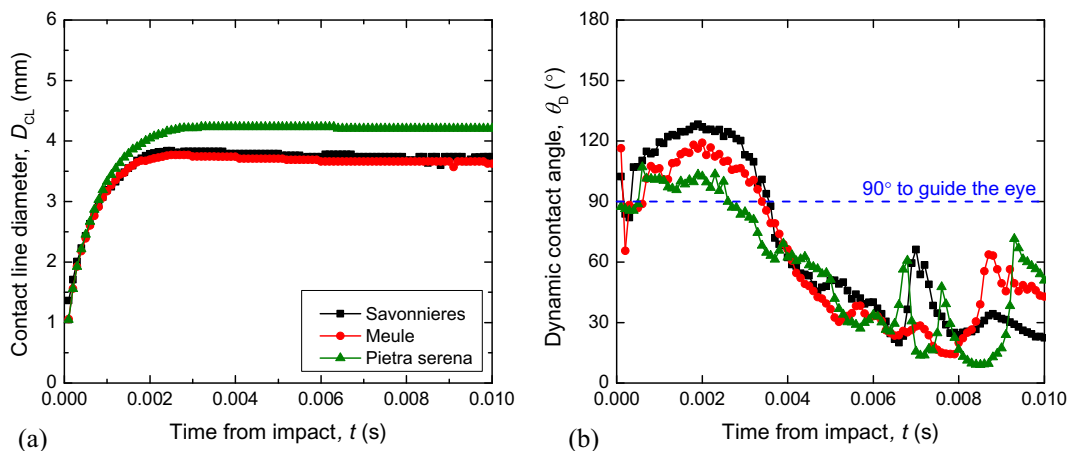 6
5
4
3
2
1
0
Contact line diameter, D_CL (mm)
Savonnieres
Meule
Pietra serena
0.000 0.002 0.004 0.006 0.008 0.010
Time from impact, t (s)
(a)
180
150
120
90
60
30
0
Dynamic contact angle, θ_D (°)
90° to guide the eye
0.000 0.002 0.004 0.006 0.008 0.010
Time from impact, t (s)
(b)